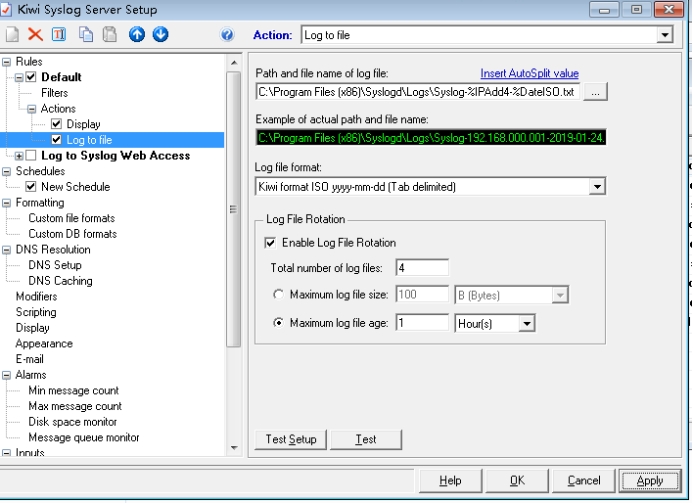 Kiwi Syslog Server Setup
Action: Log to file
Rules
Default
Filters
Actions
Display
Log to file
Log to Syslog Web Access
Schedules
New Schedule
Formatting
Custom file formats
Custom DB formats
DNS Resolution
DNS Setup
DNS Caching
Modifiers
Scripting
Display
Appearance
E-mail
Alarms
Min message count
Max message count
Disk space monitor
Message queue monitor
Inputs
Path and file name of log file: Insert AutoSplit value
C:\Program Files (x86)\Syslogd\Logs\Syslog-%IPAdd4-%DateISO.txt ...
Example of actual path and file name:
C:\Program Files (x86)\Syslogd\Logs\Syslog-192.168.000.001-2019-01-24.
Log file format:
Kiwi format ISO yyyy-mm-dd (Tab delimited)
Log File Rotation
Enable Log File Rotation
Total number of log files: 4
Maximum log file size: 100 B (Bytes)
Maximum log file age: 1 Hour(s)
Test Setup Test
Help OK Cancel Apply